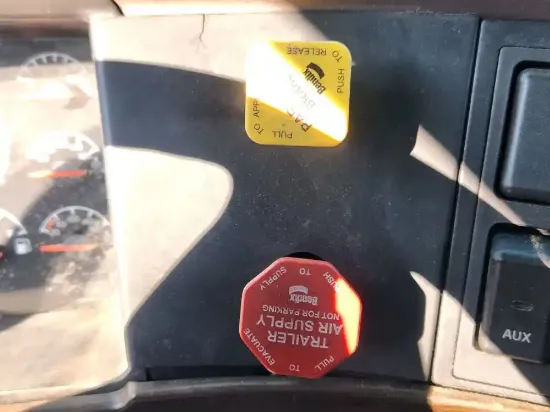 PUSH TO RELEASE
Bendix
PULL TO
PUSH TO SUPPLY
Bendix
TRAILER
AIR SUPPLY
NOT FOR PARKING
PULL TO EVACUATE
AUX